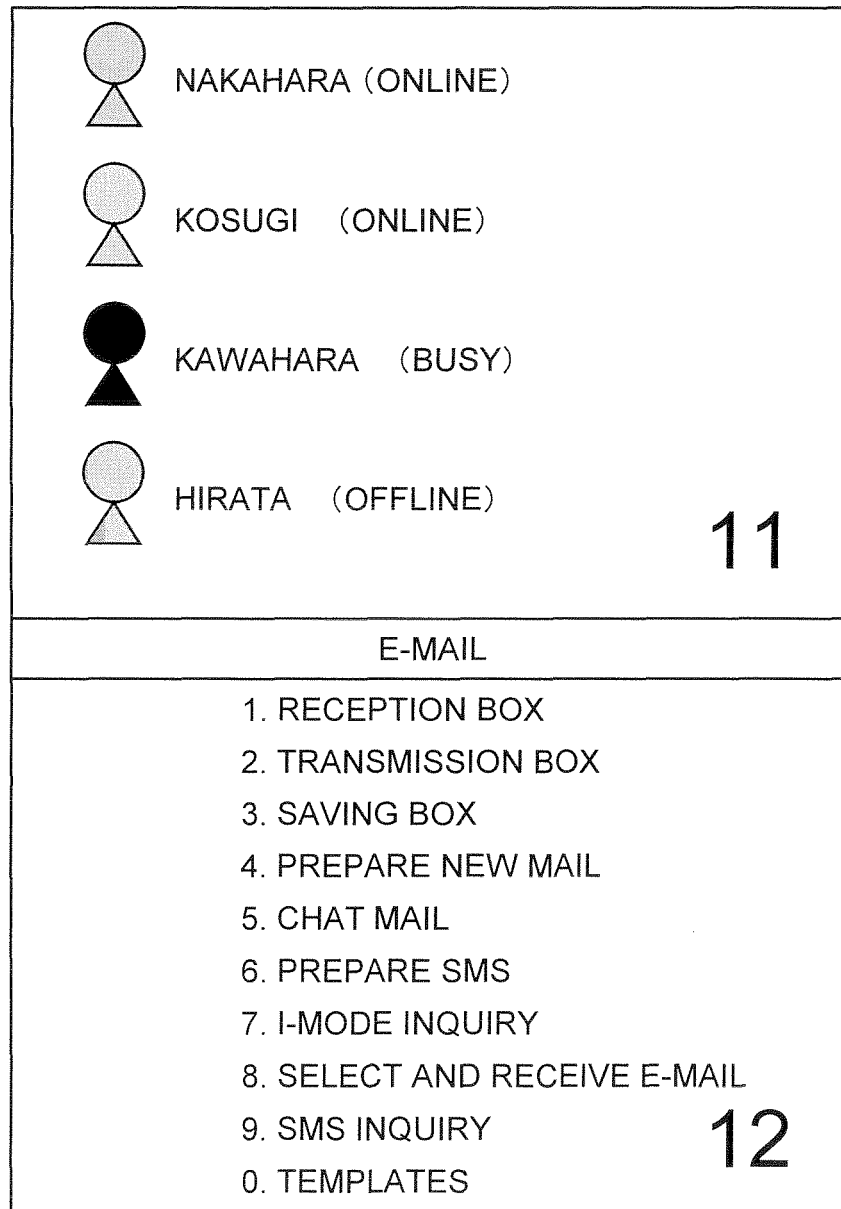 NAKAHARA（ONLINE）
KOSUGI （ONLINE）
KAWAHARA （BUSY）
HIRATA （OFFLINE）
11
E-MAIL
1. RECEPTION BOX
2. TRANSMISSION BOX
3. SAVING BOX
4. PREPARE NEW MAIL
5. CHAT MAIL
6. PREPARE SMS
7. I-MODE INQUIRY
8. SELECT AND RECEIVE E-MAIL
9. SMS INQUIRY
12
0. TEMPLATES